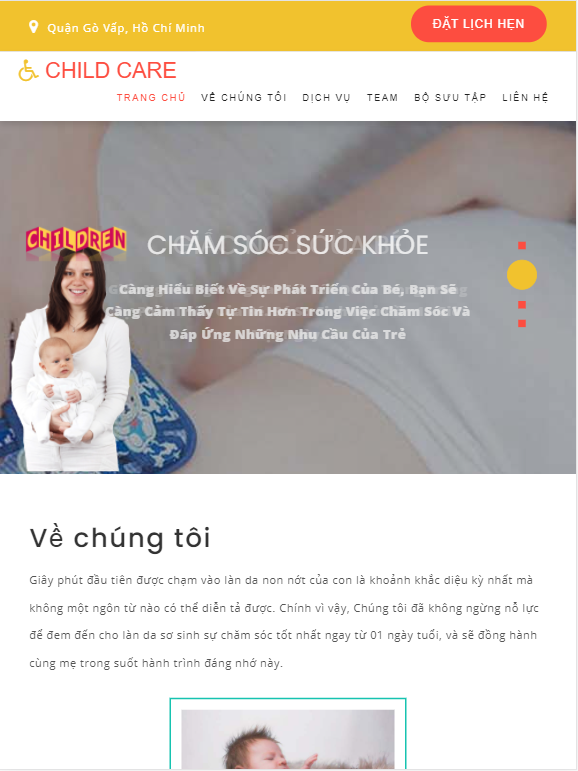 Quận Gò Vấp, Hồ Chí Minh
ĐẶT LỊCH HẸN
CHILD CARE
TRANG CHỦ VỀ CHÚNG TÔI DỊCH VỤ TEAM BỘ SƯU TẬP LIÊN HỆ
CHILDREN
CHĂM SÓC SỨC KHỎE
Càng Hiểu Biết Về Sự Phát Triển Của Bé, Bạn Sẽ
Càng Cảm Thấy Tự Tin Hơn Trong Việc Chăm Sóc Và
Đáp Ứng Những Nhu Cầu Của Trẻ
Về chúng tôi
Giây phút đầu tiên được chạm vào làn da non nớt của con là khoảnh khắc diệu kỳ nhất mà
không một ngôn từ nào có thể diễn tả được. Chính vì vậy, Chúng tôi đã không ngừng nỗ lực
để đem đến cho làn da sơ sinh sự chăm sóc tốt nhất ngay từ 01 ngày tuổi, và sẽ đồng hành
cùng mẹ trong suốt hành trình đáng nhớ này.